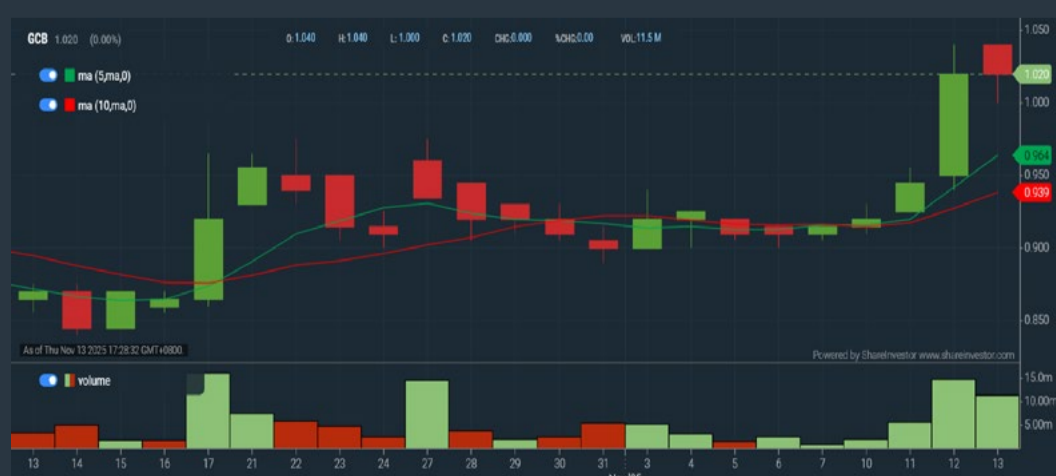 GCB 1.020 (0.00%) O: 1.040 H: 1.040 L: 1.000 C: 1.020 CHG:0.000 %CHG:0.00 VOL:11.5 M
ma (5,ma,0)
ma (10,ma,0)
1.050
1.020
1.000
0.964
0.950
0.939
0.900
0.850
As of Thu Nov 13 2025 17:28:32 GMT+0800
Powered by ShareInvestor www.shareinvestor.com
volume
15.0m
10.00m
5.00m
13 14 15 16 17 21 22 23 24 27 28 29 30 31 3 4 5 6 7 10 11 12 13